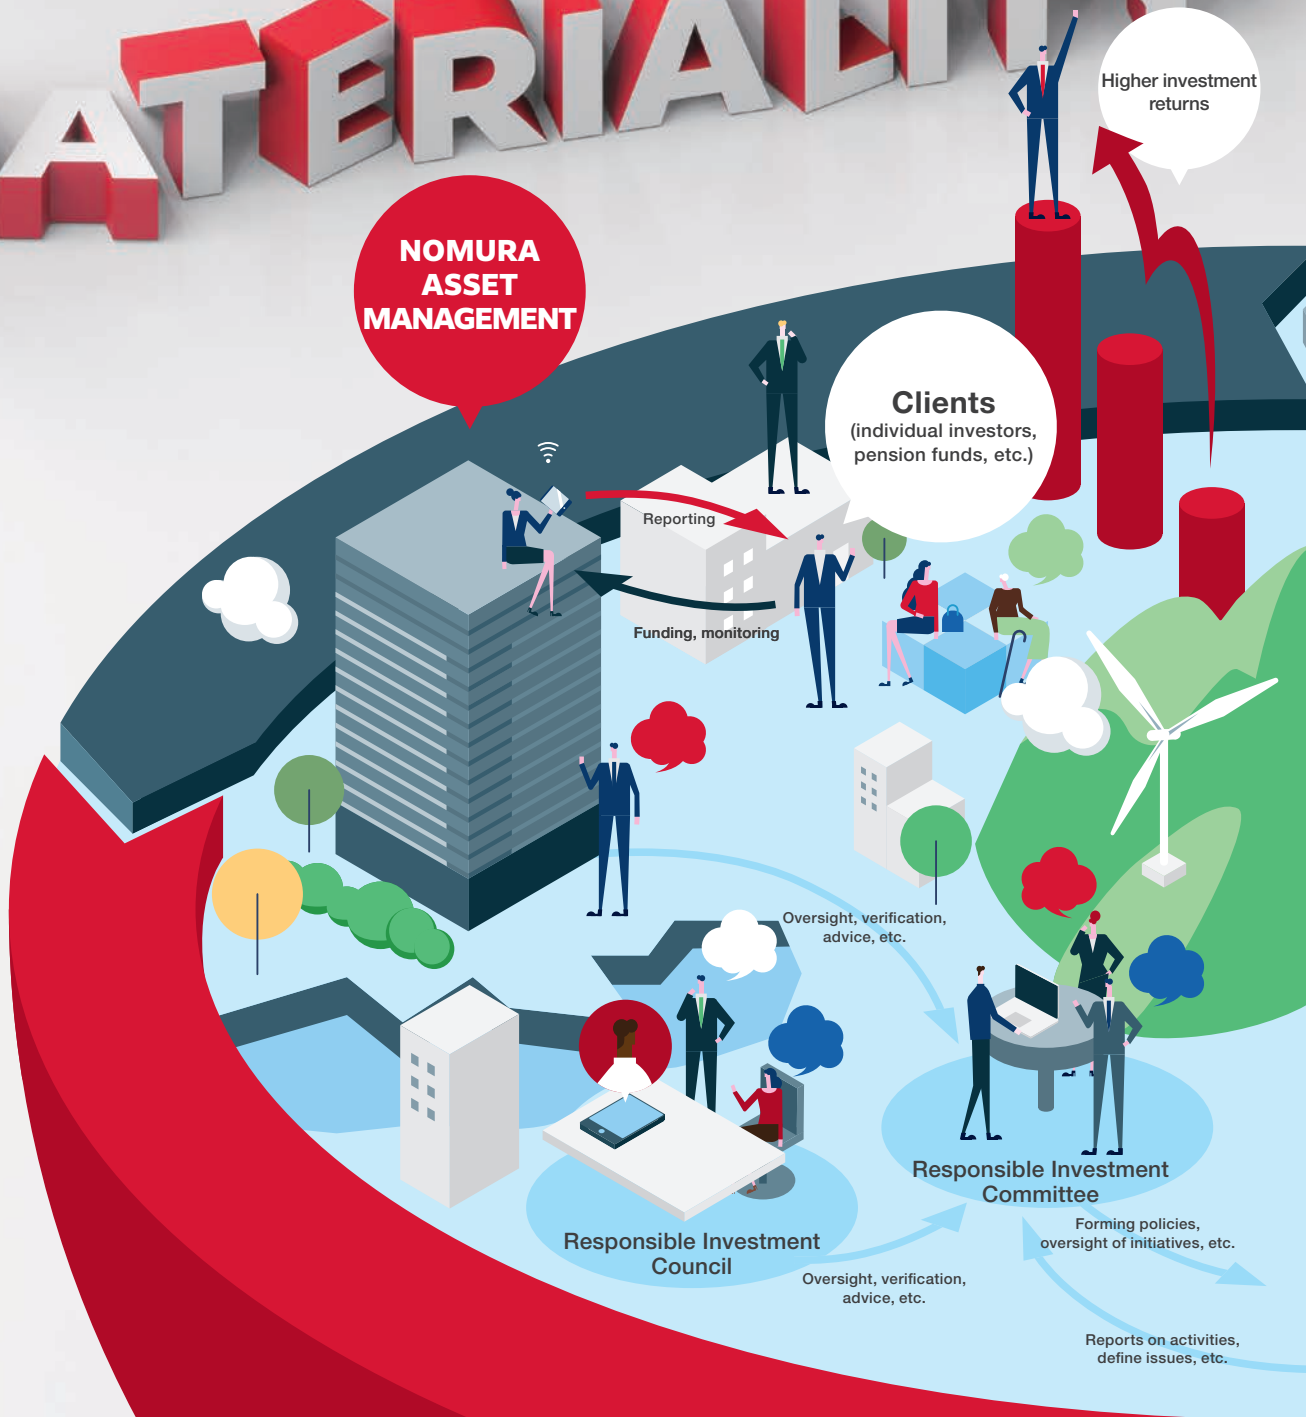 ATERIALIT
Higher investment
returns
NOMURA
ASSET
MANAGEMENT
Clients
(individual investors,
pension funds, etc.)
Reporting
Funding, monitoring
Oversight, verification,
advice, etc.
Responsible Investment
Committee
Forming policies,
oversight of initiatives, etc.
Responsible Investment
Council
Oversight, verification,
advice, etc.
Reports on activities,
define issues, etc.